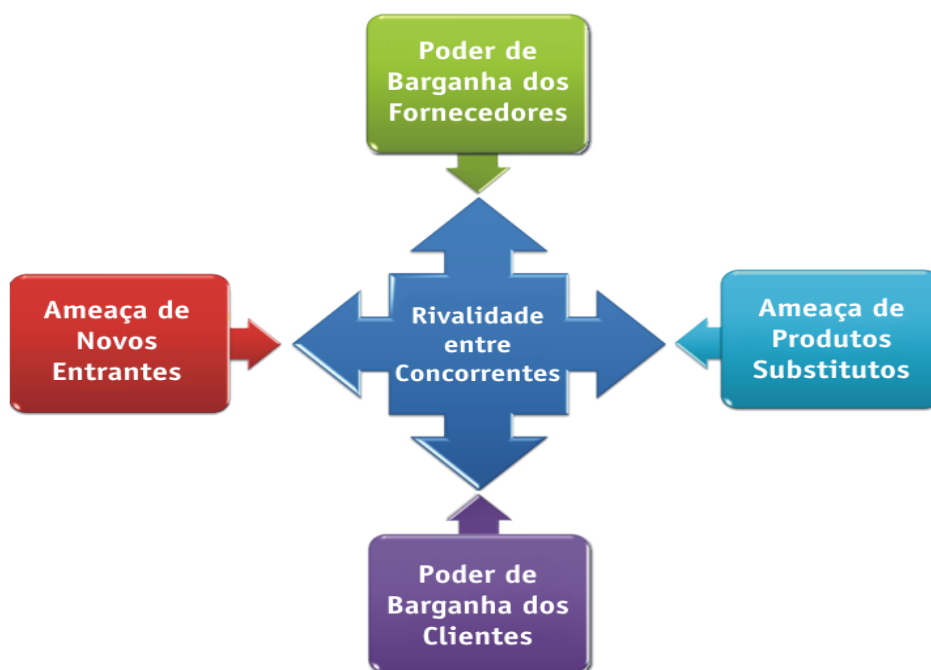 Poder de
Barganha dos
Fornecedores
Ameaça de
Novos
Entrantes
Rivalidade
entre
Concorrentes
Ameaça de
Produtos
Substitutos
Poder de
Barganha dos
Clientes